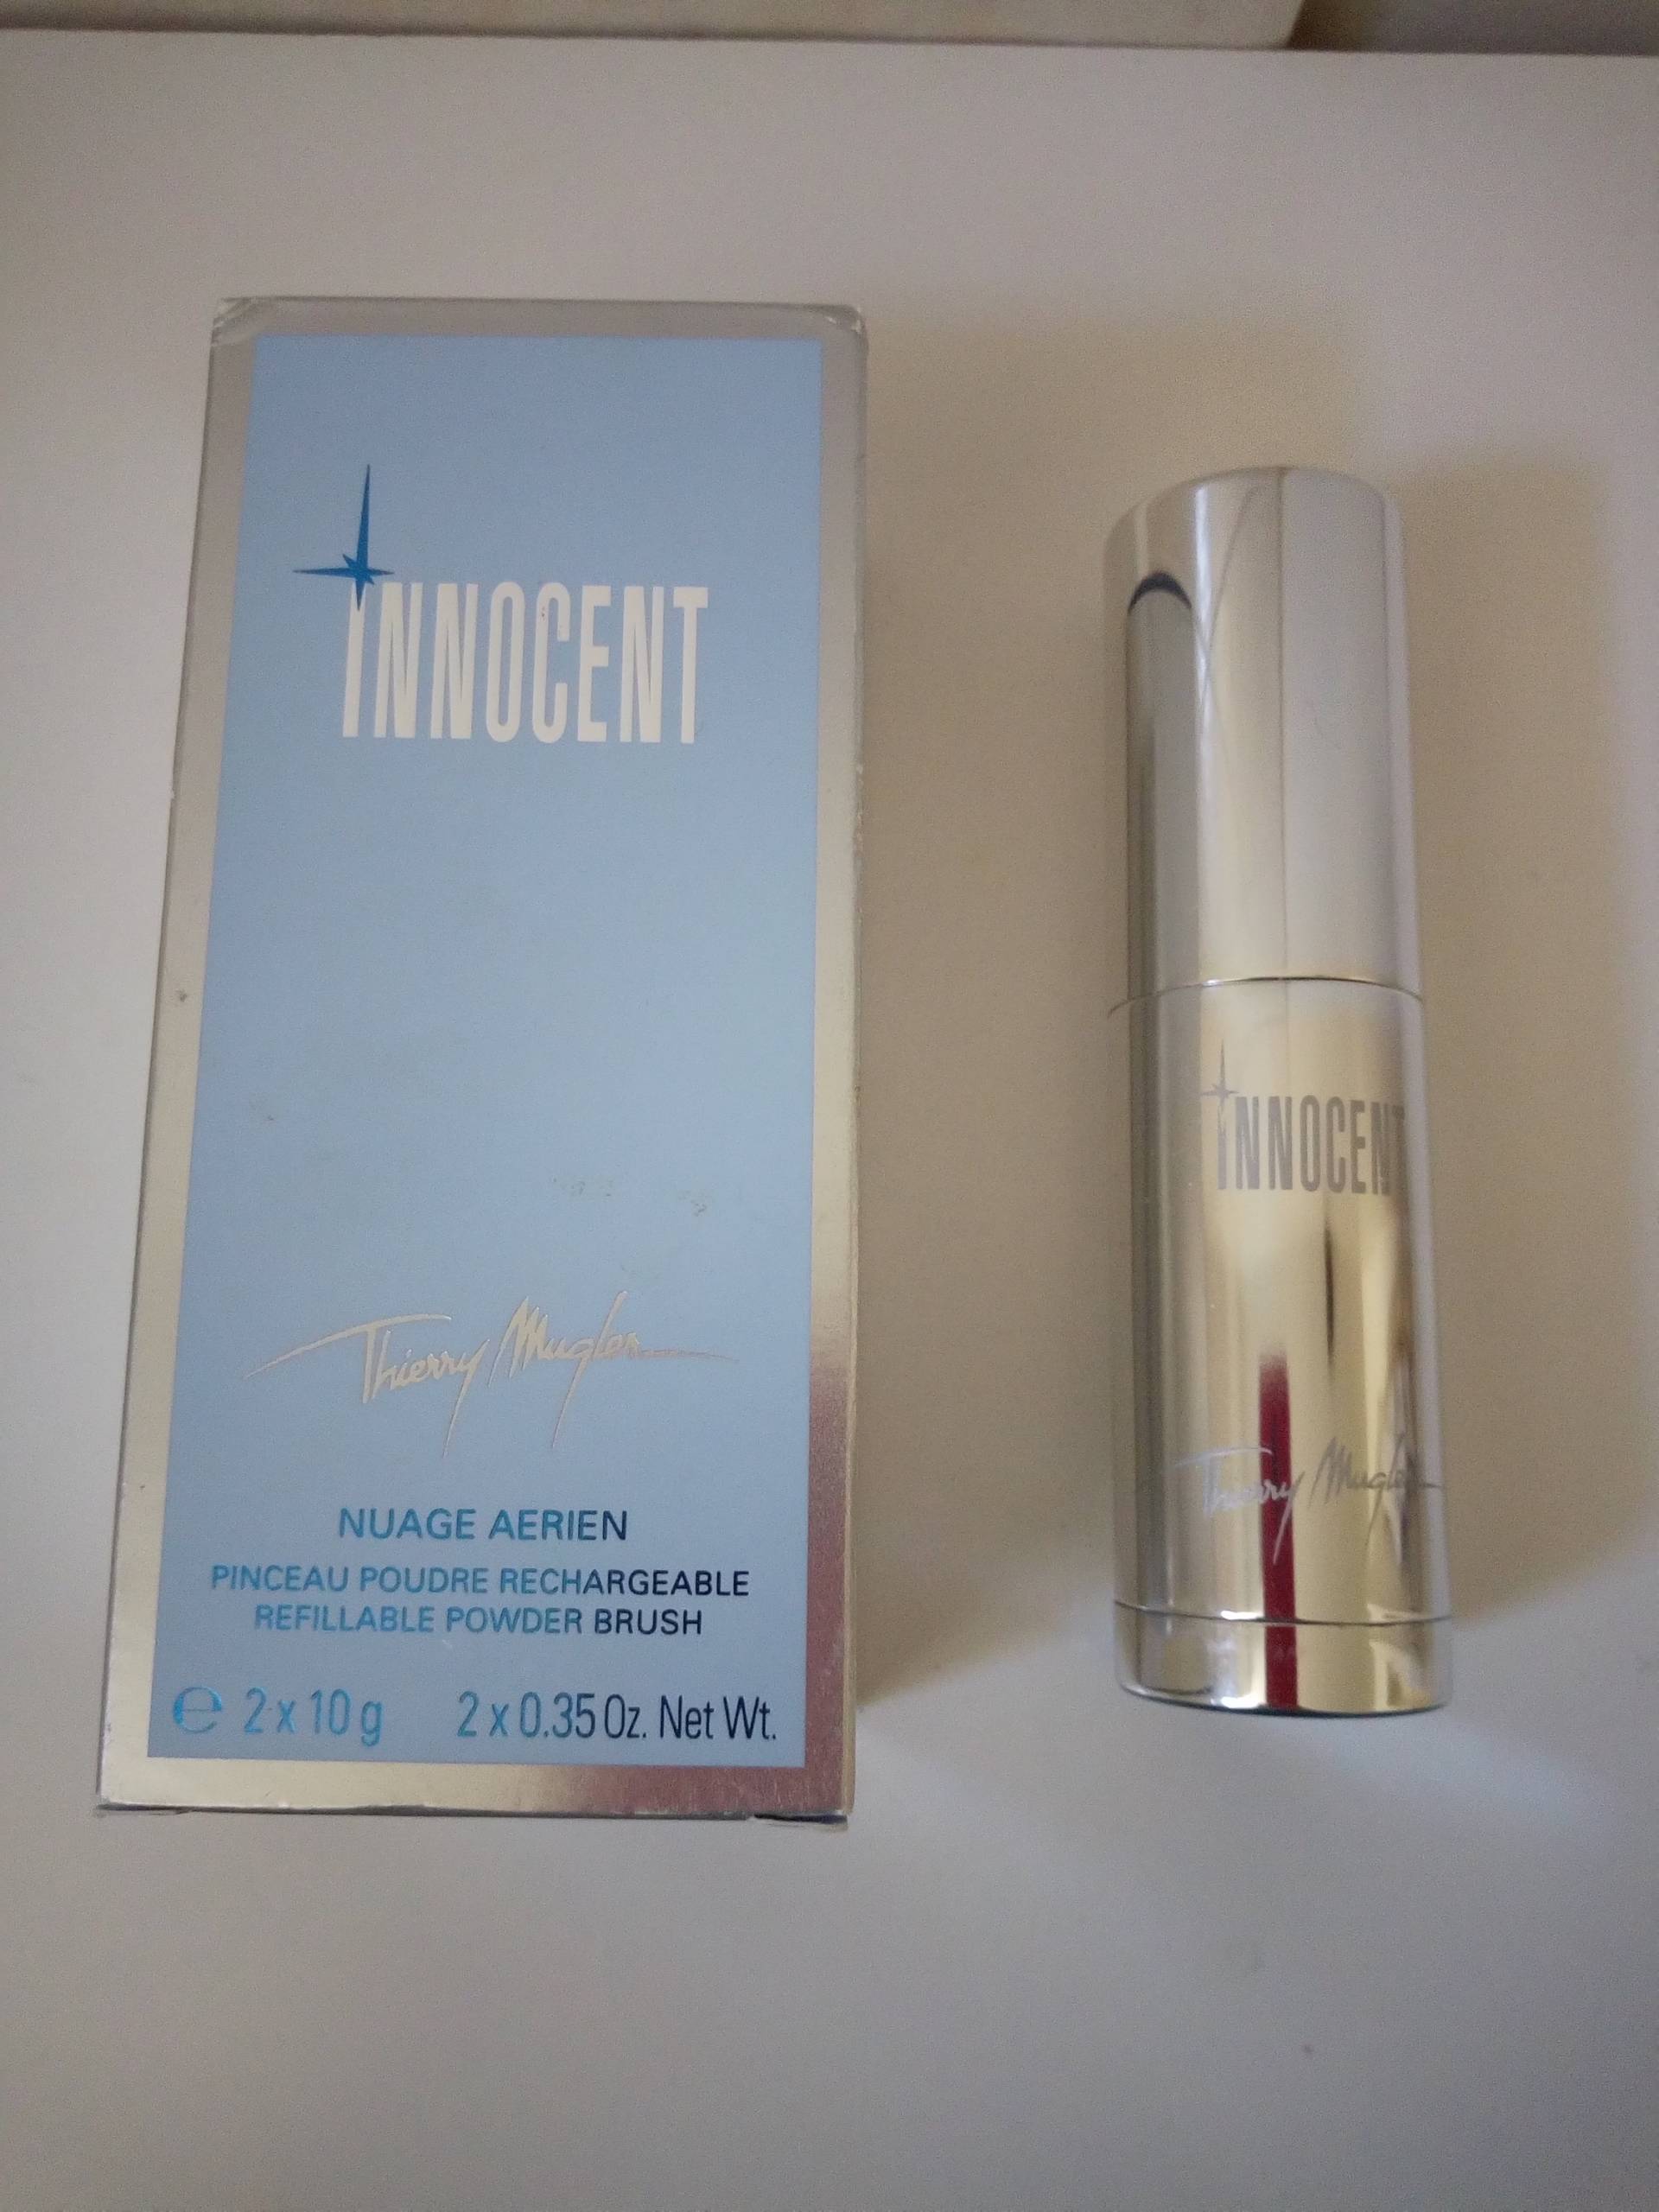 INNOCENT
Thierry Mugler
NUAGE AERIEN
PINCEAU POUDRE RECHARGEABLE
REFILLABLE POWDER BRUSH
e 2 x 10 g 2 x 0.35 Oz. Net Wt.
INNOCENT
Thierry Mugler